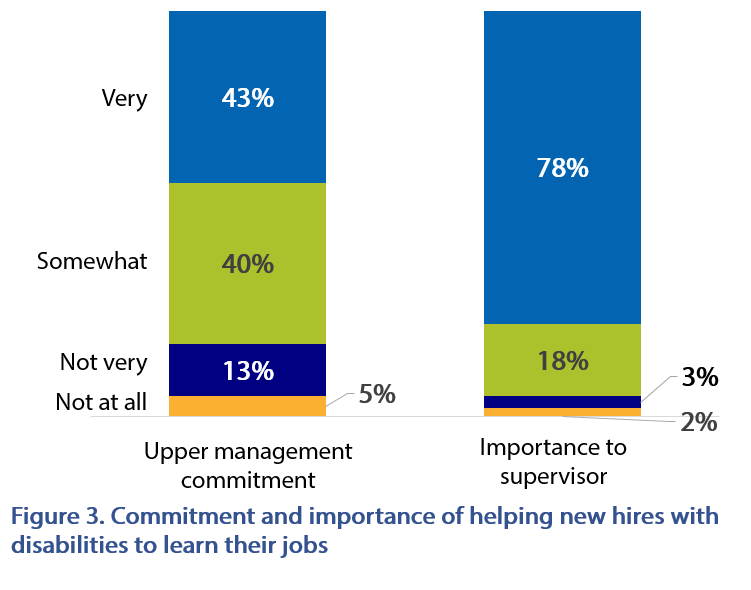 Very
43%
78%
Somewhat
40%
Not very
13%
18%
3%
Not at all
5%
2%
Upper management
commitment
Importance to
supervisor
Figure 3. Commitment and importance of helping new hires with
disabilities to learn their jobs